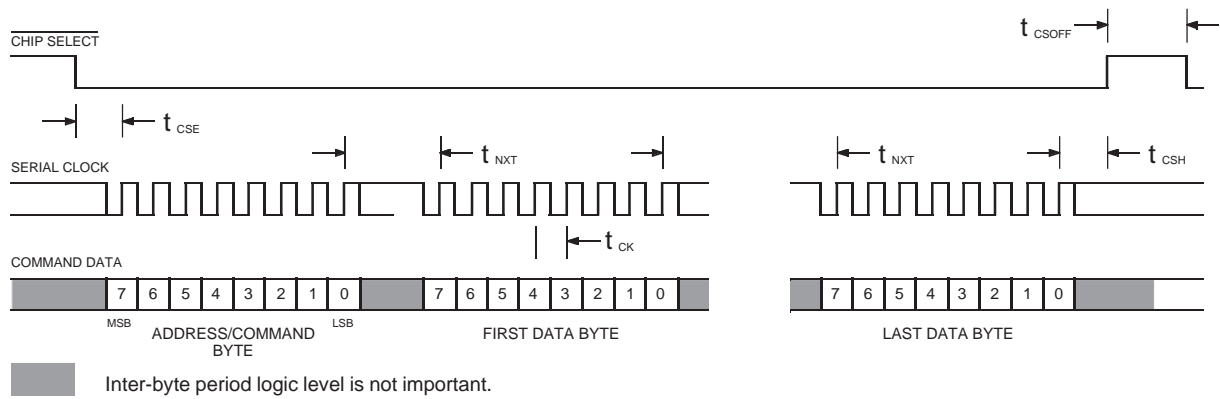 t CSOFF
CHIP SELECT
t CSE
t NXT
t NXT
t CSH
SERIAL CLOCK
t CK
COMMAND DATA
7 6 5 4 3 2 1 0 7 6 5 4 3 2 1 0 7 6 5 4 3 2 1 0
MSB LSB
ADDRESS/COMMAND
BYTE
FIRST DATA BYTE
LAST DATA BYTE
Inter-byte period logic level is not important.